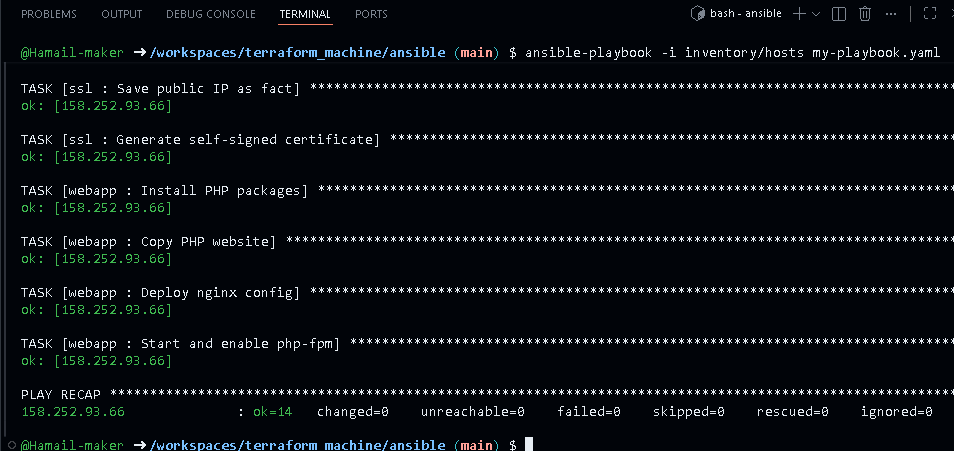 PROBLEMS OUTPUT DEBUG CONSOLE TERMINAL PORTS bash - ansible
@Hamail-maker ➜ /workspaces/terraform_machine/ansible (main) $ ansible-playbook -i inventory/hosts my-playbook.yaml
TASK [ssl : Save public IP as fact] *********************************************************************************
ok: [158.252.93.66]
TASK [ssl : Generate self-signed certificate] ***********************************************************************
ok: [158.252.93.66]
TASK [webapp : Install PHP packages] ********************************************************************************
ok: [158.252.93.66]
TASK [webapp : Copy PHP website] ************************************************************************************
ok: [158.252.93.66]
TASK [webapp : Deploy nginx config] *********************************************************************************
ok: [158.252.93.66]
TASK [webapp : Start and enable php-fpm] ****************************************************************************
ok: [158.252.93.66]
PLAY RECAP **********************************************************************************************************
158.252.93.66 : ok=14 changed=0 unreachable=0 failed=0 skipped=0 rescued=0 ignored=0
@Hamail-maker ➜ /workspaces/terraform_machine/ansible (main) $